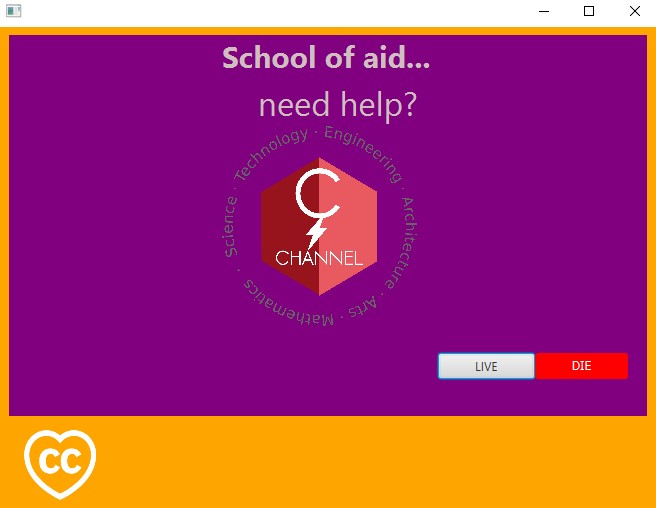 School of aid...
need help?
Science · Technology · Engineering · Architecture · Arts · Mathematics ·
C
CHANNEL
LIVE
DIE
CC